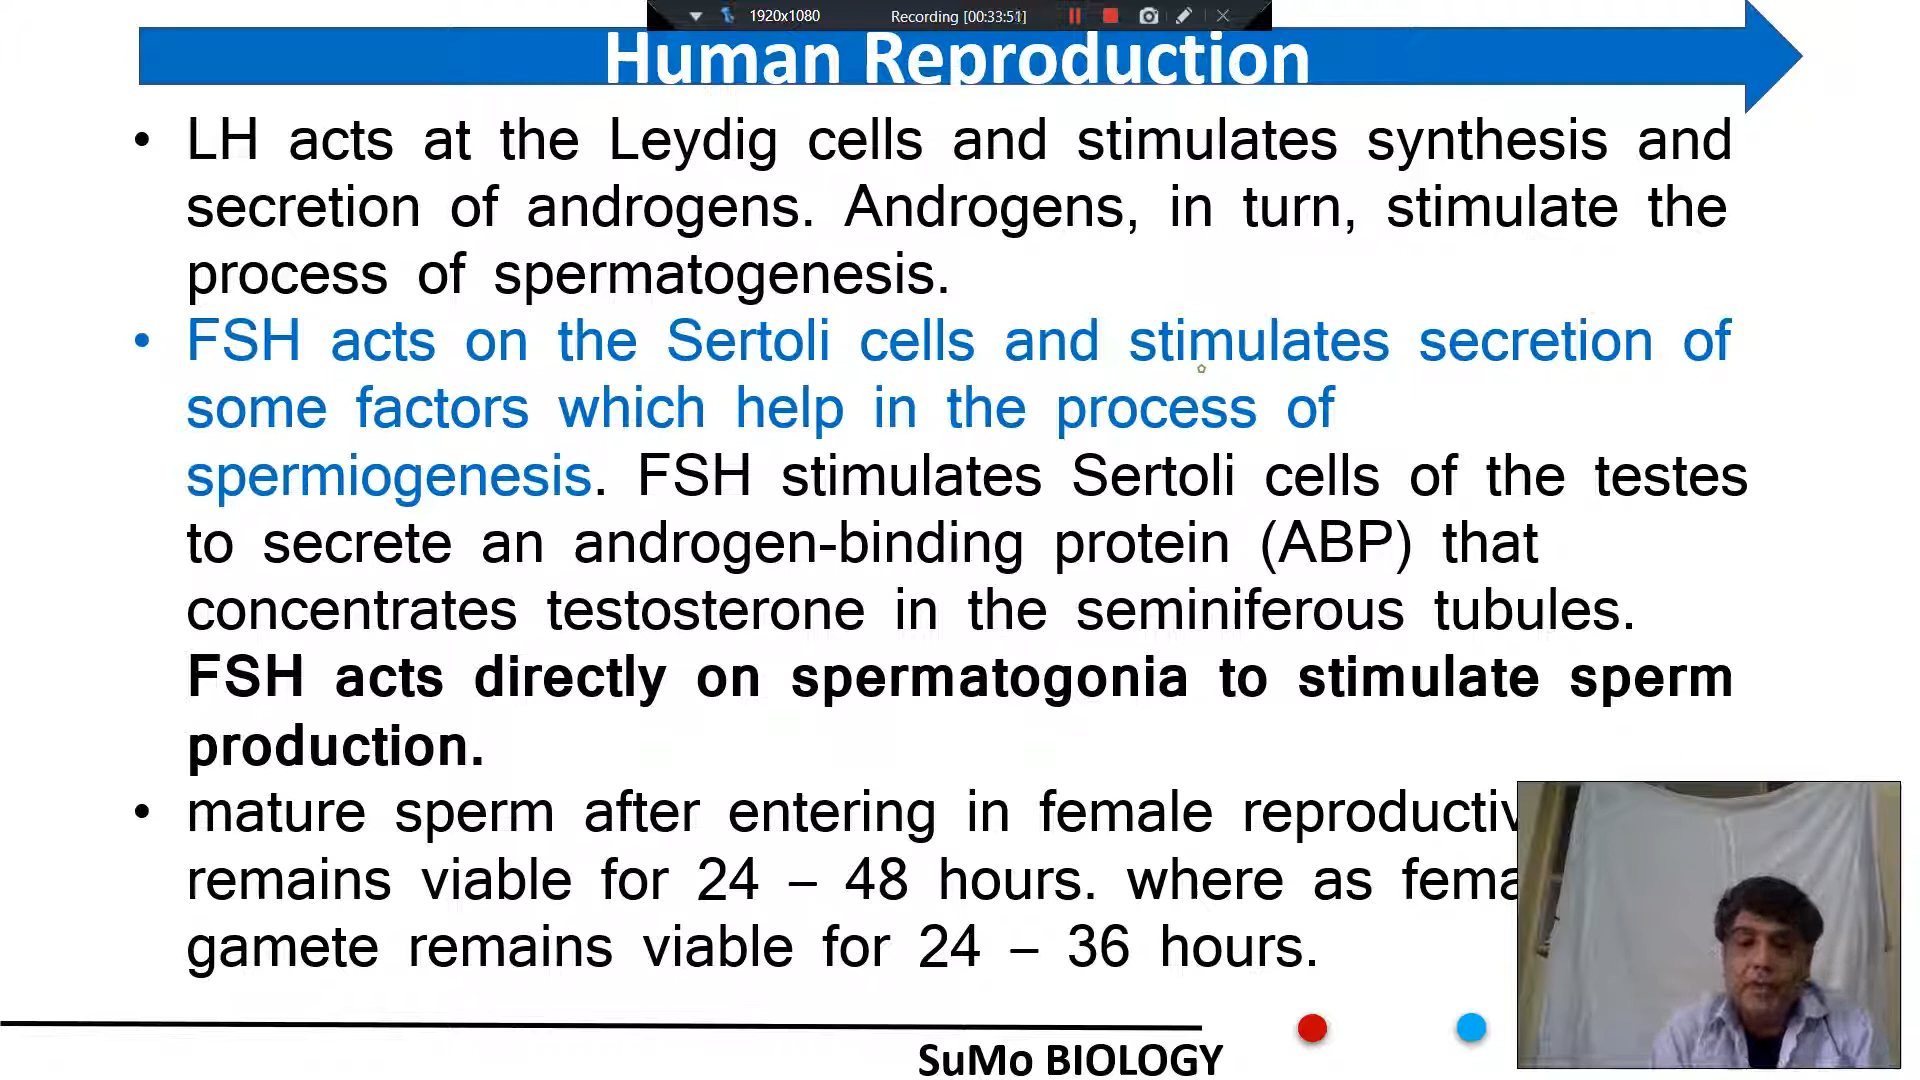 1920x1080 Recording [00:33:51]
Human Reproduction
• LH acts at the Leydig cells and stimulates synthesis and
secretion of androgens. Androgens, in turn, stimulate the
process of spermatogenesis.
• FSH acts on the Sertoli cells and stimulates secretion of
some factors which help in the process of
spermiogenesis. FSH stimulates Sertoli cells of the testes
to secrete an androgen-binding protein (ABP) that
concentrates testosterone in the seminiferous tubules.
FSH acts directly on spermatogonia to stimulate sperm
production.
• mature sperm after entering in female
remains viable for 24 – 48 hours. where as
gamete remains viable for 24 – 36 hours.
SuMo BIOLOGY